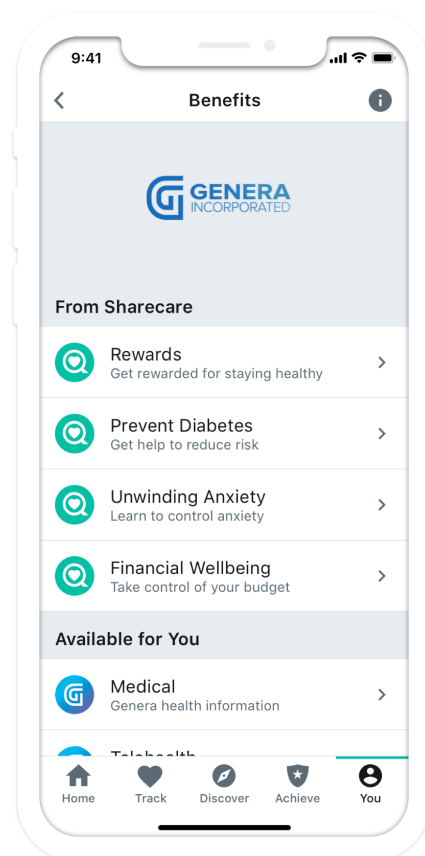 9:41
Benefits
GENERA
INCORPORATED
From Sharecare
Rewards
Get rewarded for staying healthy
Prevent Diabetes
Get help to reduce risk
Unwinding Anxiety
Learn to control anxiety
Financial Wellbeing
Take control of your budget
Available for You
Medical
Genera health information
Telehealth
Home Track Discover Achieve You